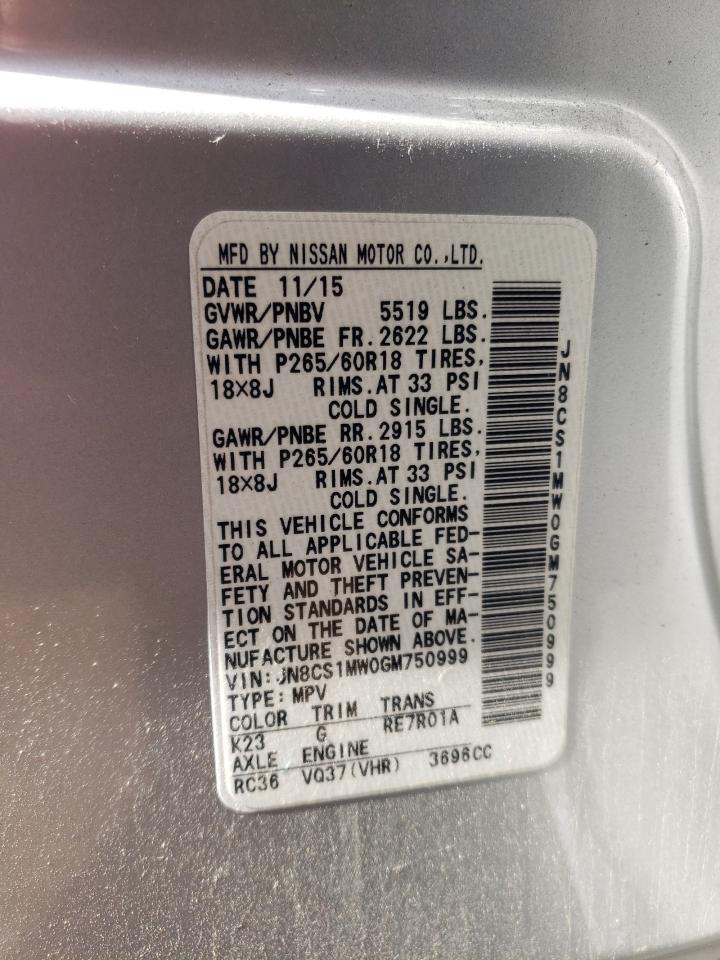 MFD BY NISSAN MOTOR CO.,LTD.
DATE 11/15
GVWR/PNBV 5519 LBS.
GAWR/PNBE FR.2622 LBS.
WITH P265/60R18 TIRES,
18×8J RIMS.AT 33 PSI
COLD SINGLE.
GAWR/PNBE RR.2915 LBS.
WITH P265/60R18 TIRES,
18×8J RIMS.AT 33 PSI
COLD SINGLE.
THIS VEHICLE CONFORMS
TO ALL APPLICABLE FED-
ERAL MOTOR VEHICLE SA-
FETY AND THEFT PREVEN-
TION STANDARDS IN EFF-
ECT ON THE DATE OF MA-
NUFACTURE SHOWN ABOVE.
VIN:JN8CS1MW0GM750999
TYPE:MPV
COLOR TRIM TRANS
K23 G RE7R01A
AXLE ENGINE
RC36 VQ37(VHR) 3696CC
JN8CS1MW0GM750999